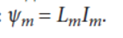 : ψₘ = LₘIₘ.